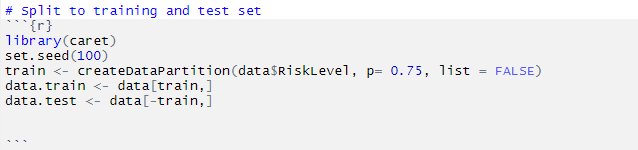 # Split to training and test set
```{r}
library(caret)
set.seed(100)
train <- createDataPartition(data$RiskLevel, p= 0.75, list = FALSE)
data.train <- data[train,]
data.test <- data[-train,]
```